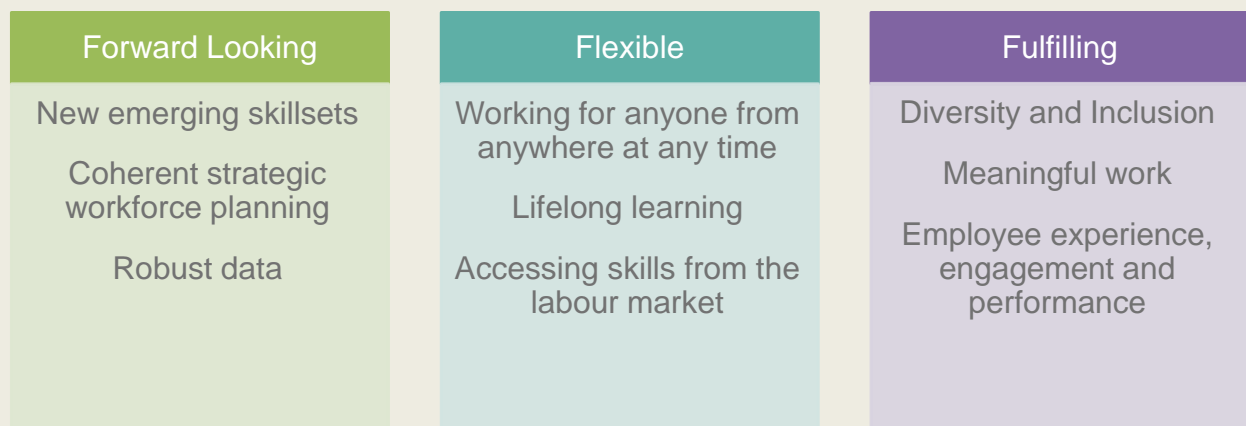 Forward Looking
New emerging skillsets
Coherent strategic
workforce planning
Robust data
Flexible
Working for anyone from
anywhere at any time
Lifelong learning
Accessing skills from the
labour market
Fulfilling
Diversity and Inclusion
Meaningful work
Employee experience,
engagement and
performance